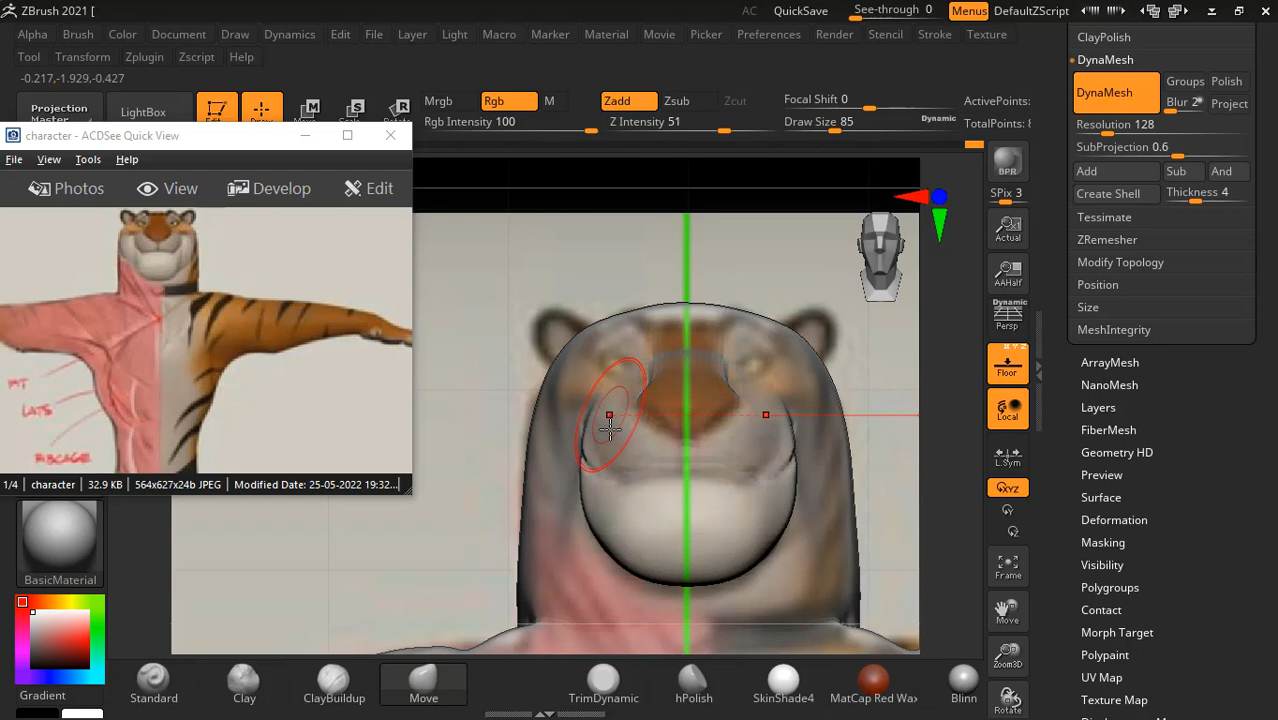 ZBrush 2021 [
AC QuickSave See-through 0 Menus DefaultZScript
Alpha Brush Color Document Draw Dynamics Edit File Layer Light Macro Marker Material Movie Picker Preferences Render Stencil Stroke Texture
Tool Transform Zplugin Zscript Help
-0.217,-1.929,-0.427
Projection
Master
LightBox
Edit
Draw
Move
Scale
Rotate
Mrgb Rgb M
Rgb Intensity 100
Zadd Zsub Zcut
Z Intensity 51
Focal Shift 0
Draw Size 85
Dynamic
ActivePoints:
TotalPoints: 8
character - ACDSee Quick View
File View Tools Help
Photos View Develop Edit
LATS
RIBCAGE
1/4 character 32.9 KB 564x627x24b JPEG Modified Date: 25-05-2022 19:32...
BasicMaterial
Gradient
BPR
SPix 3
Actual
AAHalf
Dynamic
Persp
X Y Z
Floor
Local
L.Sym
XYZ
Y
Z
Frame
Move
Zoom3D
Rotate
ClayPolish
DynaMesh
DynaMesh
Groups Polish
Blur 2 Project
Resolution 128
SubProjection 0.6
Add Sub And
Create Shell Thickness 4
Tessimate
ZRemesher
Modify Topology
Position
Size
MeshIntegrity
ArrayMesh
NanoMesh
Layers
FiberMesh
Geometry HD
Preview
Surface
Deformation
Masking
Visibility
Polygroups
Contact
Morph Target
Polypaint
UV Map
Texture Map
Standard Clay ClayBuildup Move TrimDynamic hPolish SkinShade4 MatCap Red Wax Blinn